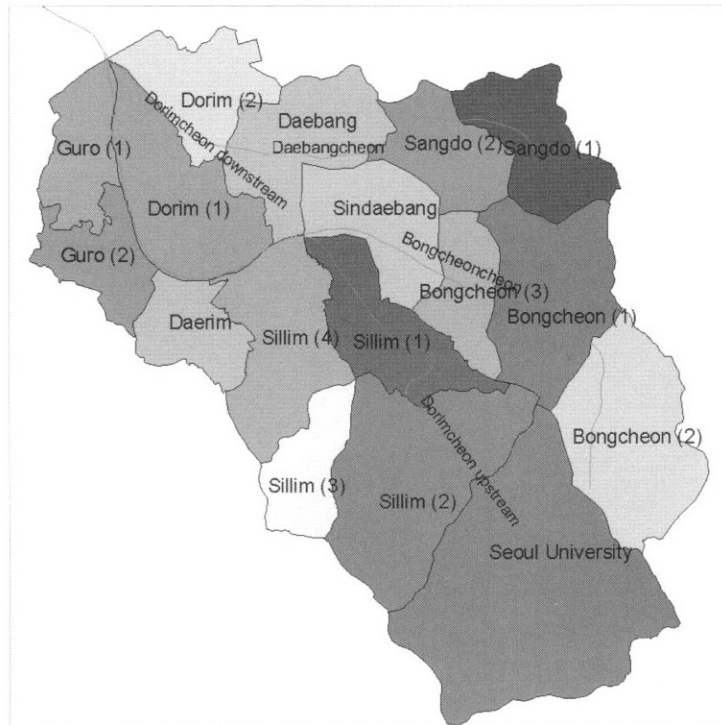 Dorim (2)
Dorimcheon downstream
Daebang
Daebangcheon
Guro (1)
Sangdo (2)
Sangdo (1)
Dorim (1)
Sindaebang
Guro (2)
Bongcheoncheon
Bongcheon (3)
Daerim
Sillim (4)
Sillim (1)
Bongcheon (1)
Dorimcheon upstream
Bongcheon (2)
Sillim (3)
Sillim (2)
Seoul University